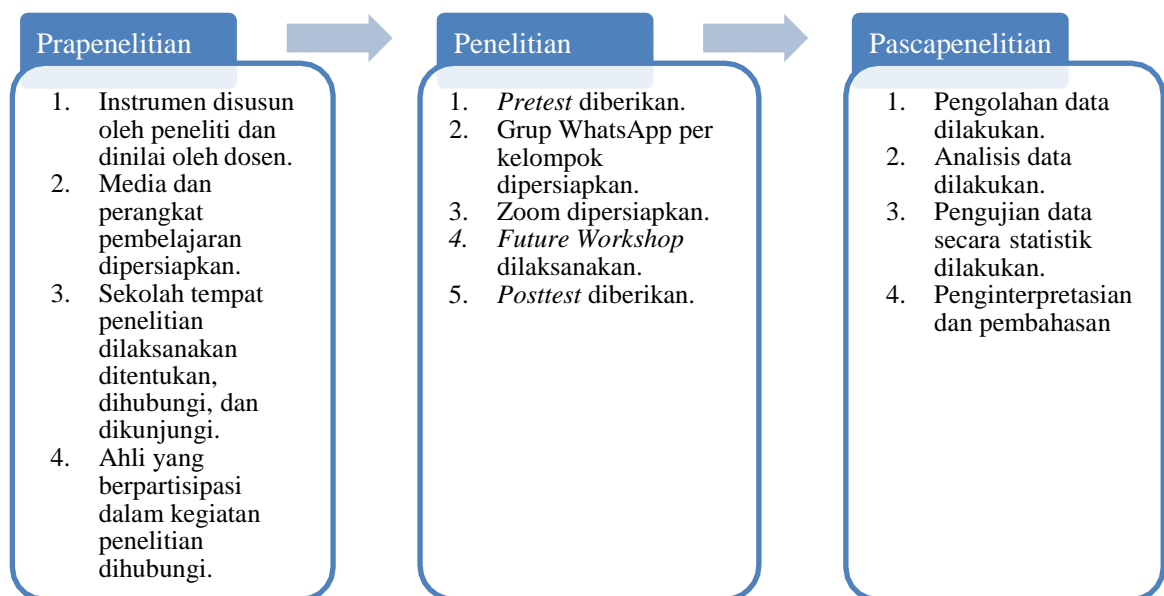 Prapenelitian
1. Instrumen disusun
oleh peneliti dan
dinilai oleh dosen.
2. Media dan
perangkat
pembelajaran
dipersiapkan.
3. Sekolah tempat
penelitian
dilaksanakan
ditentukan,
dihubungi, dan
dikunjungi.
4. Ahli yang
berpartisipasi
dalam kegiatan
penelitian
dihubungi.
Penelitian
1. Pretest diberikan.
2. Grup WhatsApp per
kelompok
dipersiapkan.
3. Zoom dipersiapkan.
4. Future Workshop
dilaksanakan.
5. Posttest diberikan.
Pascapenelitian
1. Pengolahan data
dilakukan.
2. Analisis data
dilakukan.
3. Pengujian data
secara statistik
dilakukan.
4. Penginterpretasian
dan pembahasan